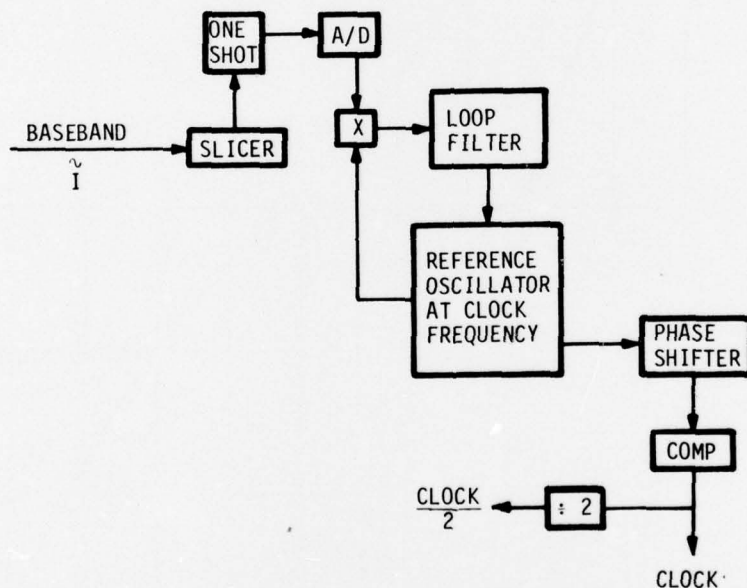 ONE
SHOT
A/D
BASEBAND
~
I
SLICER
X
LOOP
FILTER
REFERENCE
OSCILLATOR
AT CLOCK
FREQUENCY
PHASE
SHIFTER
COMP
CLOCK
2
÷ 2
CLOCK